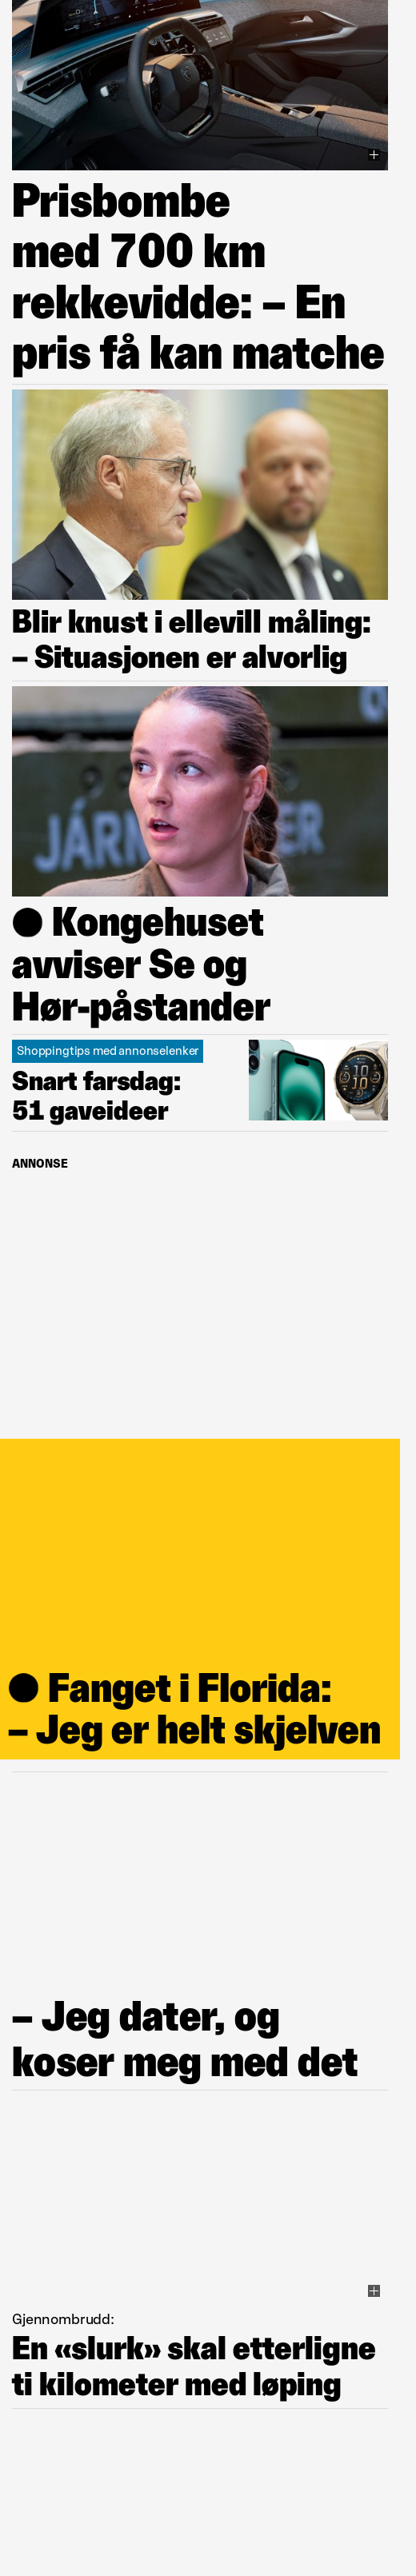 Prisbombe
med 700 km
rekkevidde: – En
pris få kan matche
Blir knust i ellevill måling:
– Situasjonen er alvorlig
JÁRN
ER
● Kongehuset
avviser Se og
Hør-påstander
Shoppingtips med annonselenker
Snart farsdag:
51 gaveideer
ANNONSE
● Fanget i Florida:
– Jeg er helt skjelven
– Jeg dater, og
koser meg med det
Gjennombrudd:
En «slurk» skal etterligne
ti kilometer med løping